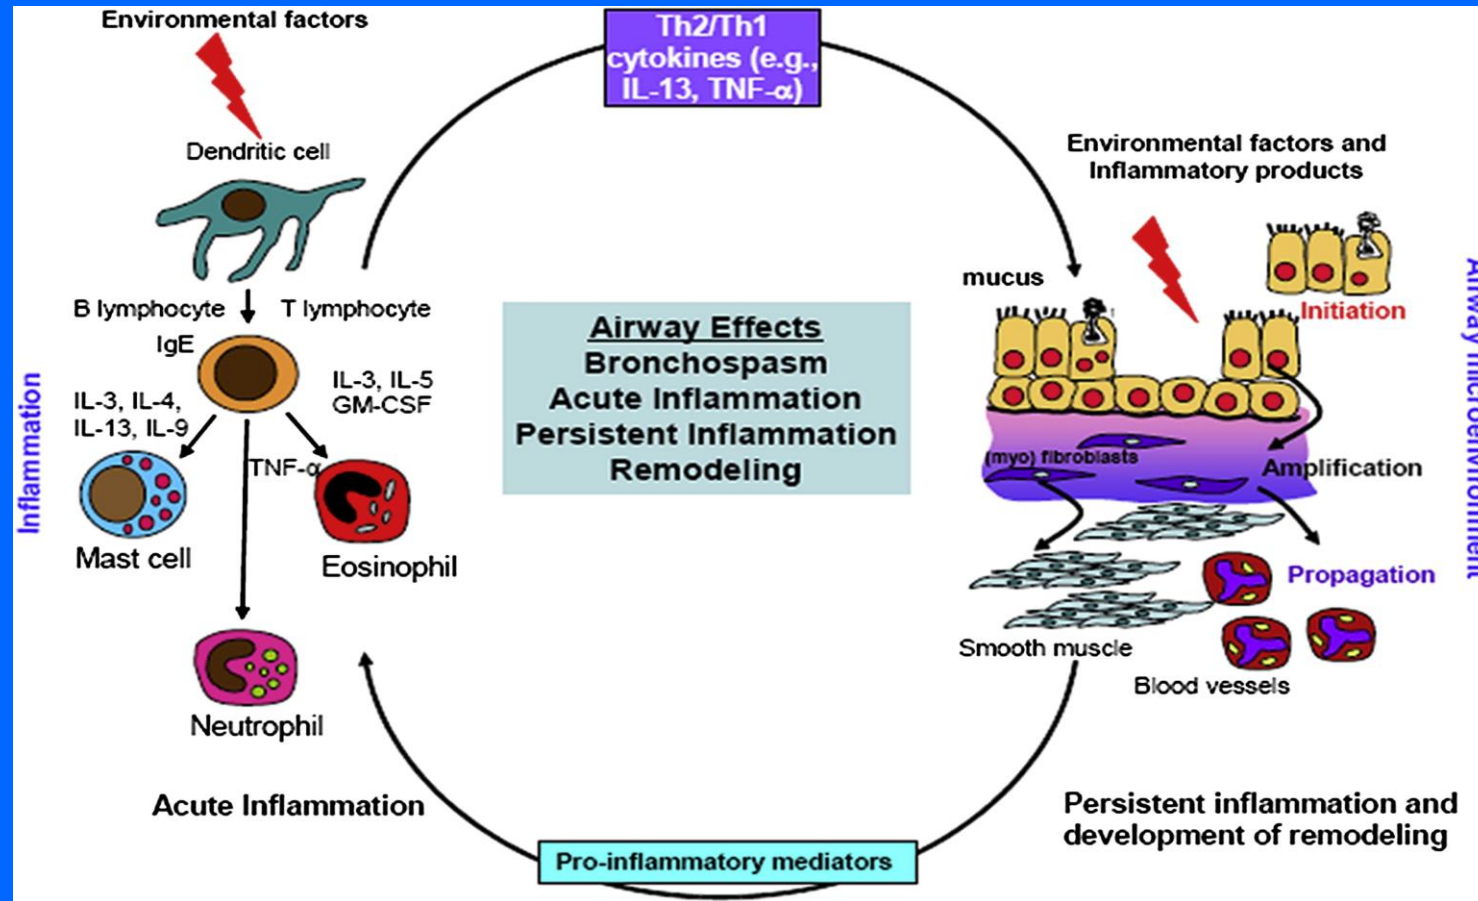 Environmental factors
Th2/Th1
cytokines (e.g.,
IL-13, TNF-α)
Dendritic cell
B lymphocyte
T lymphocyte
IgE
IL-3, IL-5
GM-CSF
IL-3, IL-4,
IL-13, IL-9
TNF-α
Mast cell
Eosinophil
Neutrophil
Inflammation
Acute Inflammation
Airway Effects
Bronchospasm
Acute Inflammation
Persistent Inflammation
Remodeling
Environmental factors and
Inflammatory products
mucus
Initiation
(myo) fibroblasts
Amplification
Propagation
Smooth muscle
Blood vessels
Airway microenvironment
Persistent inflammation and
development of remodeling
Pro-inflammatory mediators